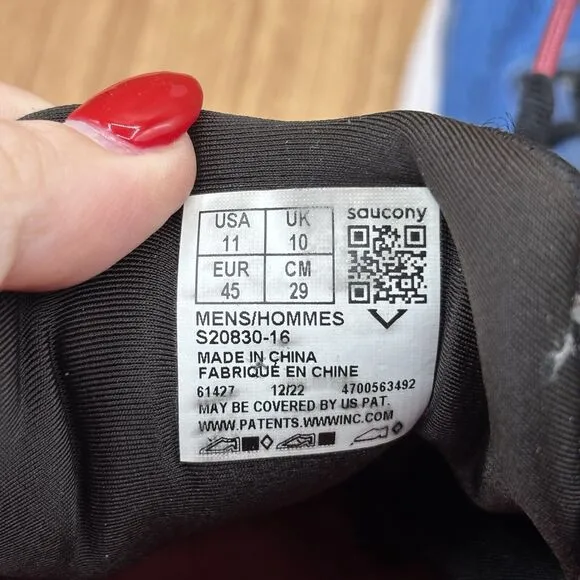 saucony
USA 11 UK 10
EUR 45 CM 29
MENS/HOMMES
S20830-16
MADE IN CHINA
FABRIQUÉ EN CHINE
61427 12/22 4700563492
MAY BE COVERED BY US PAT.
WWW.PATENTS.WWWINC.COM